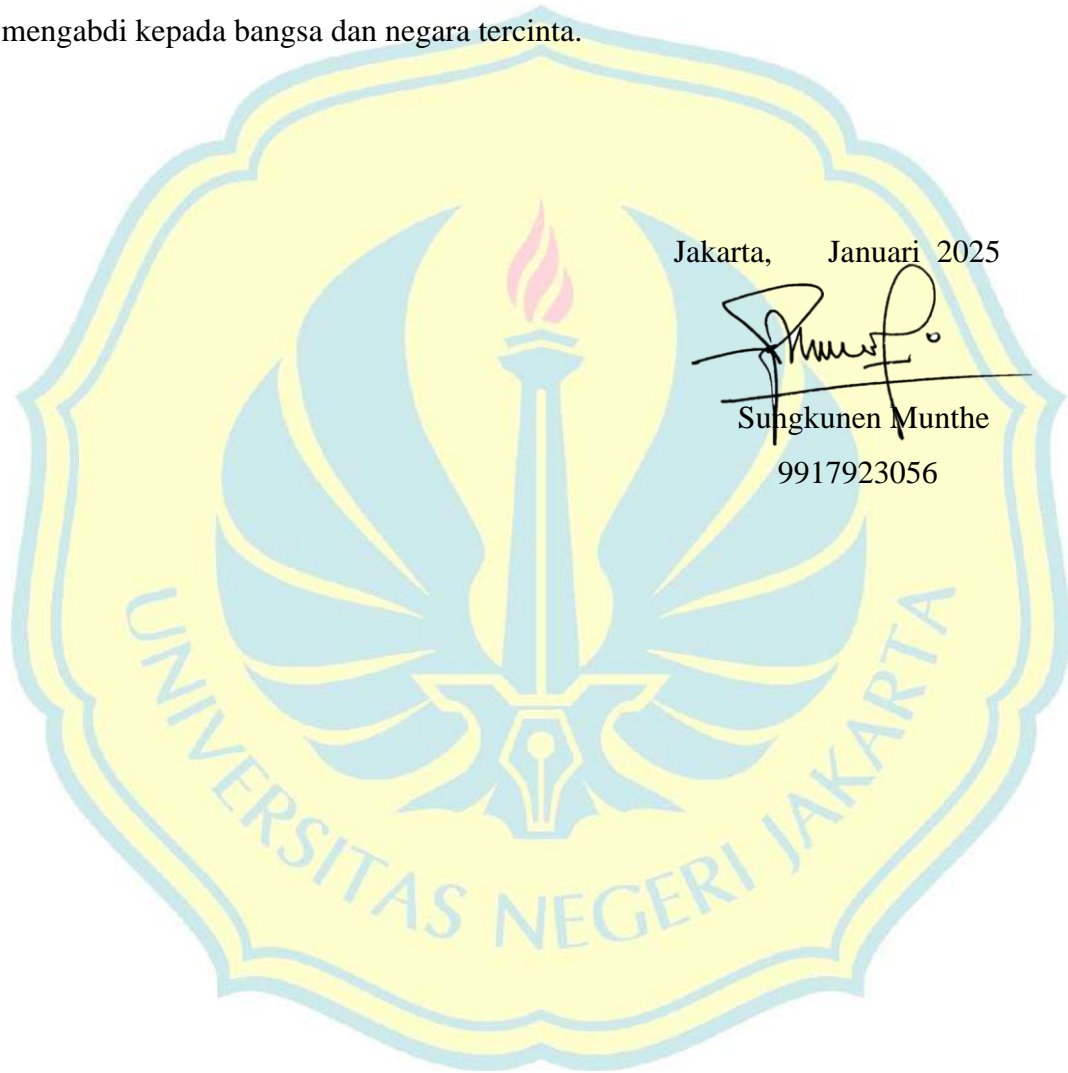 mengabdi kepada bangsa dan negara tercinta.
Jakarta, Januari 2025
Sungkunen Munthe
9917923056
UNIVERSITAS NEGERI JAKARTA